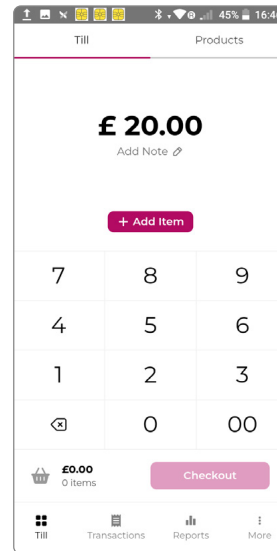 45% 16:46
Till Products
£ 20.00
Add Note
+ Add Item
7 8 9
4 5 6
1 2 3
0 00
£0.00
0 items
Checkout
Till Transactions Reports More